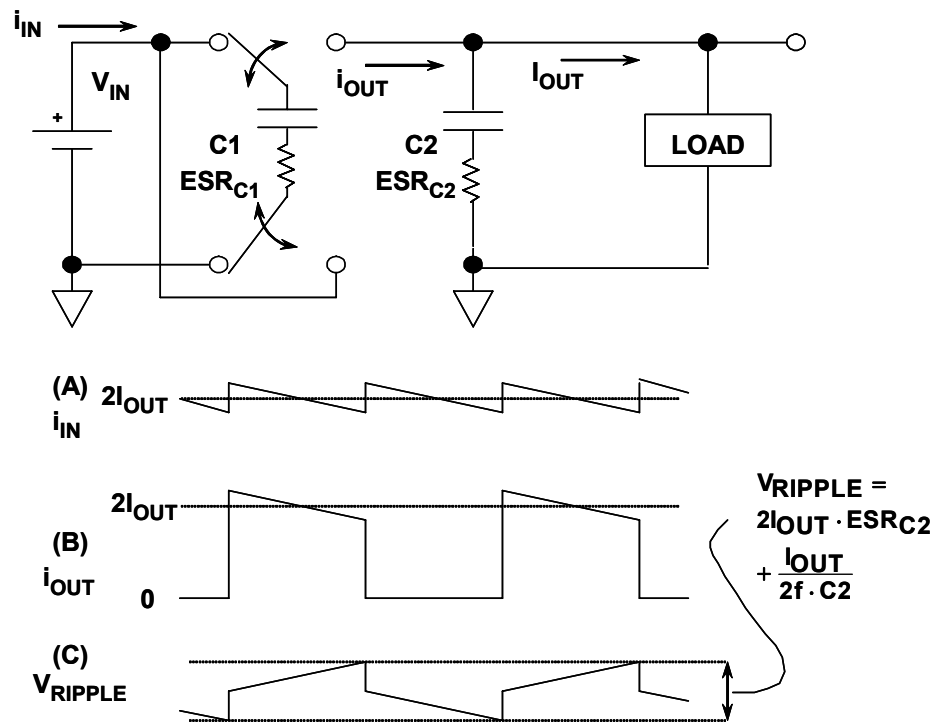 iIN
VIN
+
C1
ESRC1
iOUT
IOUT
C2
ESRC2
LOAD
(A) 2IOUT
iIN
2IOUT
(B)
iOUT
0
(C)
VRIPPLE
VRIPPLE =
2IOUT · ESRC2
+ IOUT
2f · C2